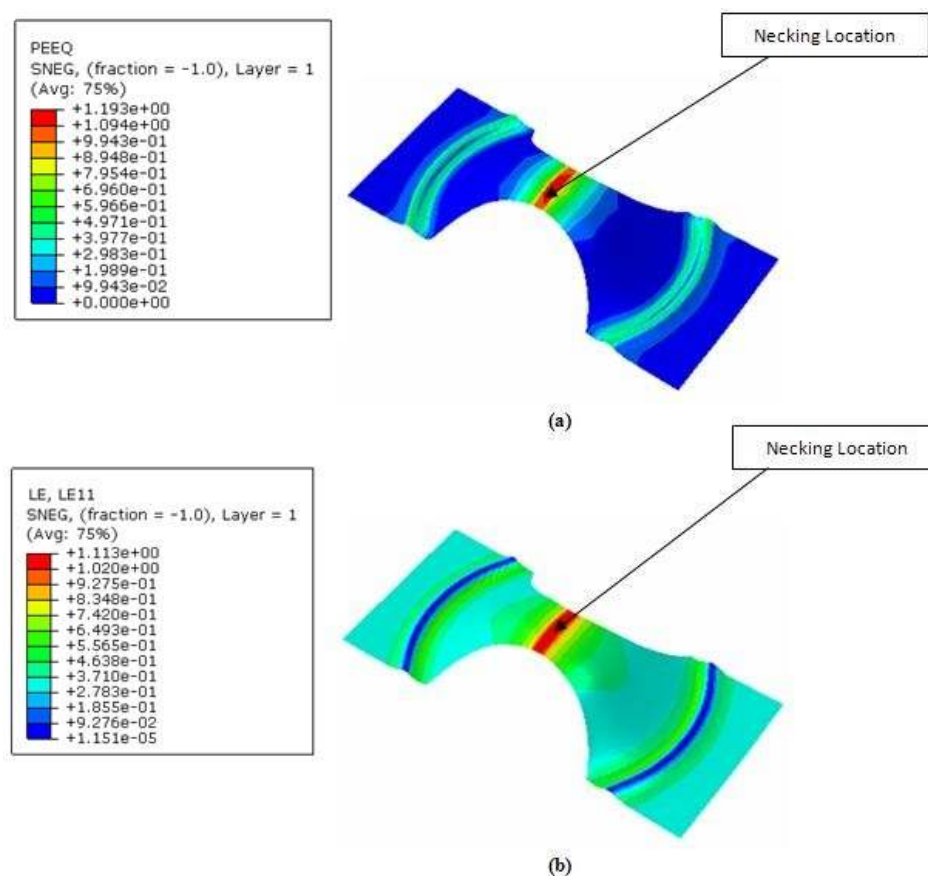 Necking Location
PEEQ
SNEG, (fraction = -1.0), Layer = 1
(Avg: 75%)
+1.193e+00
+1.094e+00
+9.943e-01
+8.948e-01
+7.954e-01
+6.960e-01
+5.966e-01
+4.971e-01
+3.977e-01
+2.983e-01
+1.989e-01
+9.943e-02
+0.000e+00
(a)
Necking Location
LE, LE11
SNEG, (fraction = -1.0), Layer = 1
(Avg: 75%)
+1.113e+00
+1.020e+00
+9.275e-01
+8.348e-01
+7.420e-01
+6.493e-01
+5.565e-01
+4.638e-01
+3.710e-01
+2.783e-01
+1.855e-01
+9.276e-02
+1.151e-05
(b)